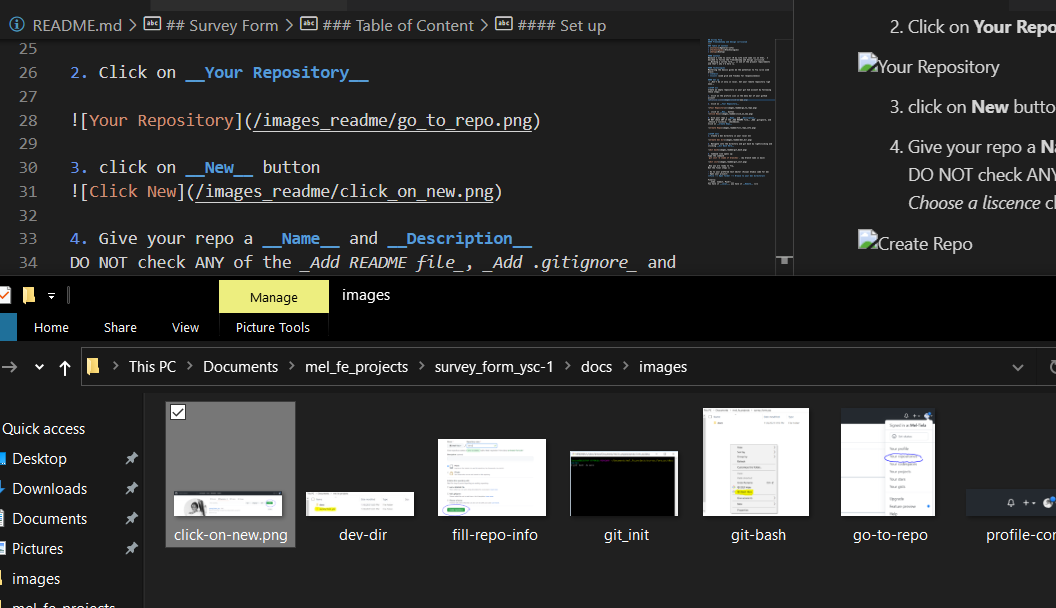 README.md > ## Survey Form > ### Table of Content > #### Set up
25
26 2. Click on __Your Repository__
27
28 ![Your Repository](/images_readme/go_to_repo.png)
29
30 3. click on __New__ button
31 ![Click New](/images_readme/click_on_new.png)
32
33 4. Give your repo a __Name__ and __Description__
34 DO NOT check ANY of the _Add README file_, _Add .gitignore_ and
2. Click on Your Repo
Your Repository
3. click on New butto
4. Give your repo a Na
DO NOT check ANY
Choose a liscence c
Create Repo
Manage images
Home Share View Picture Tools
This PC > Documents > mel_fe_projects > survey_form_ysc-1 > docs > images
Quick access
Desktop
Downloads
Documents
Pictures
images
mel_fe_projects
click-on-new.png dev-dir fill-repo-info git_init git-bash go-to-repo profile-cor